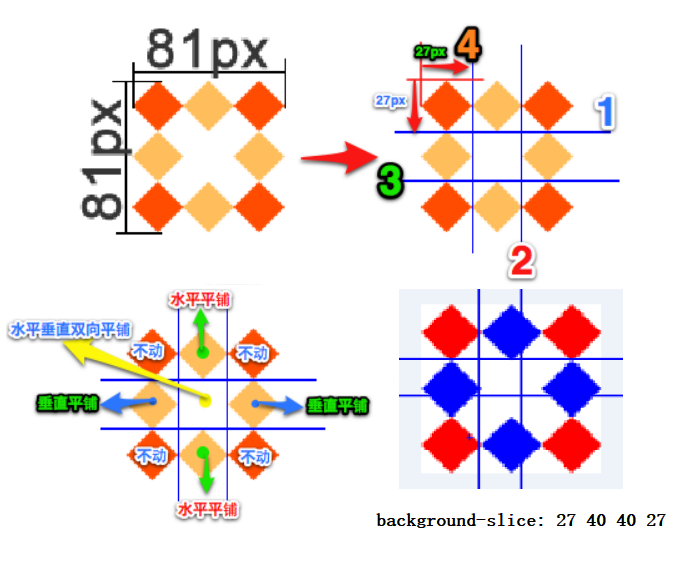 81px
81px
27px
4
27px
1
3
2
水平平铺
水平垂直双向平铺
不动
不动
垂直平铺
垂直平铺
不动
不动
水平平铺
background-slice: 27 40 40 27